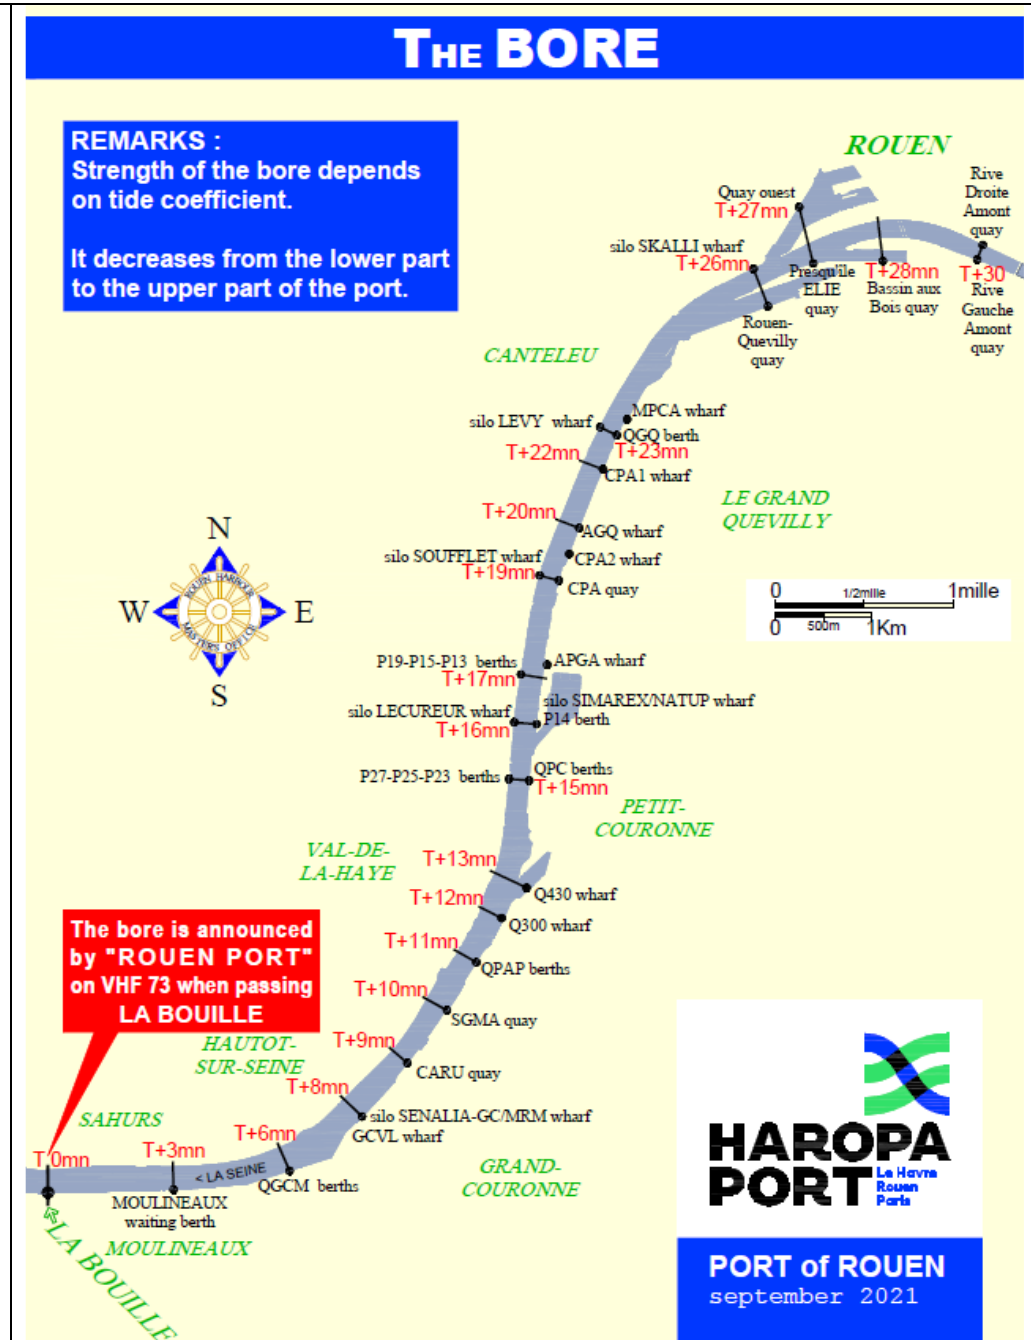 THE BORE
REMARKS :
Strength of the bore depends
on tide coefficient.
It decreases from the lower part
to the upper part of the port.
ROUEN
Rive
Droite
Amont
quay
Quay ouest
T+27mn
silo SKALLI wharf
T+26mn
Presqu'ile
ELIE
quay
T+28mn
Bassin aux
Bois quay
T+30
Rive
Gauche
Amont
quay
Rouen-
Quevilly
quay
CANTELEU
MPCA wharf
silo LEVY wharf
QGQ berth
T+23mn
T+22mn
CPA1 wharf
LE GRAND
QUEVILLY
T+20mn
AGQ wharf
silo SOUFFLET wharf
CPA2 wharf
T+19mn
CPA quay
N
W
E
S
ROUEN HARBOUR
MASTER'S OFFICE
0
1/2mille
1mille
0
500m
1Km
P19-P15-P13 berths
APGA wharf
T+17mn
silo SIMAREX/NATUP wharf
silo LECUREUR wharf
P14 berth
T+16mn
P27-P25-P23 berths
QPC berths
T+15mn
PETIT-
COURONNE
VAL-DE-
LA-HAYE
T+13mn
Q430 wharf
T+12mn
Q300 wharf
T+11mn
QPAP berths
T+10mn
SGMA quay
The bore is announced
by "ROUEN PORT"
on VHF 73 when passing
LA BOUILLE
HAUTOT-
SUR-SEINE
T+9mn
CARU quay
T+8mn
silo SENALIA-GC/MRM wharf
GCVL wharf
SAHURS
T+6mn
T 0mn
T+3mn
< LA SEINE
QGCM berths
GRAND-
COURONNE
MOULINEAUX
waiting berth
MOULINEAUX
LA BOUILLE
HAROPA
PORT
Le Havre
Rouen
Paris
PORT of ROUEN
september 2021